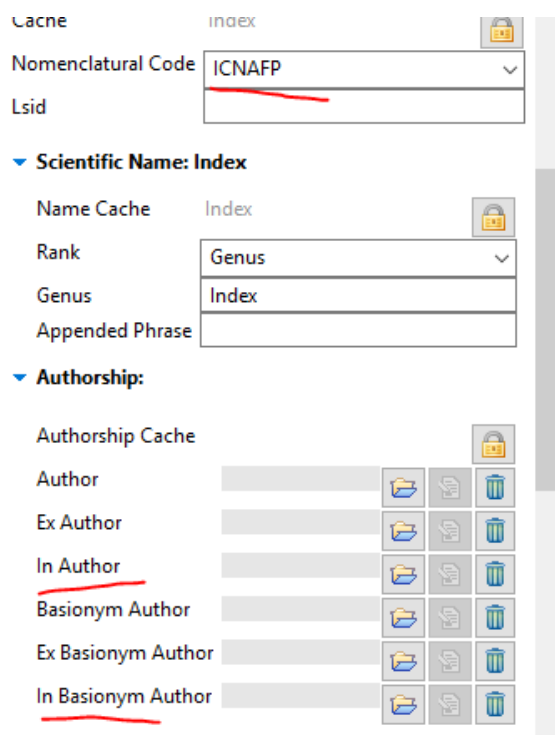 Cache Index
Nomenclatural Code ICNAFP
Lsid
Scientific Name: Index
Name Cache Index
Rank Genus
Genus Index
Appended Phrase
Authorship:
Authorship Cache
Author
Ex Author
In Author
Basionym Author
Ex Basionym Author
In Basionym Author